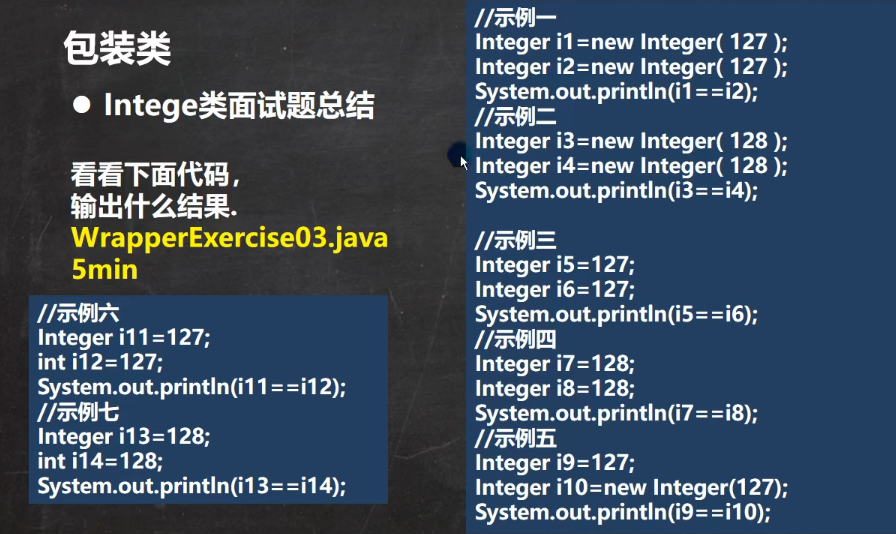 包装类
● Intege类面试题总结
看看下面代码，
输出什么结果.
WrapperExercise03.java
5min
//示例六
Integer i11=127;
int i12=127;
System.out.println(i11==i12);
//示例七
Integer i13=128;
int i14=128;
System.out.println(i13==i14);
//示例一
Integer i1=new Integer( 127 );
Integer i2=new Integer( 127 );
System.out.println(i1==i2);
//示例二
Integer i3=new Integer( 128 );
Integer i4=new Integer( 128 );
System.out.println(i3==i4);
//示例三
Integer i5=127;
Integer i6=127;
System.out.println(i5==i6);
//示例四
Integer i7=128;
Integer i8=128;
System.out.println(i7==i8);
//示例五
Integer i9=127;
Integer i10=new Integer(127);
System.out.println(i9==i10);